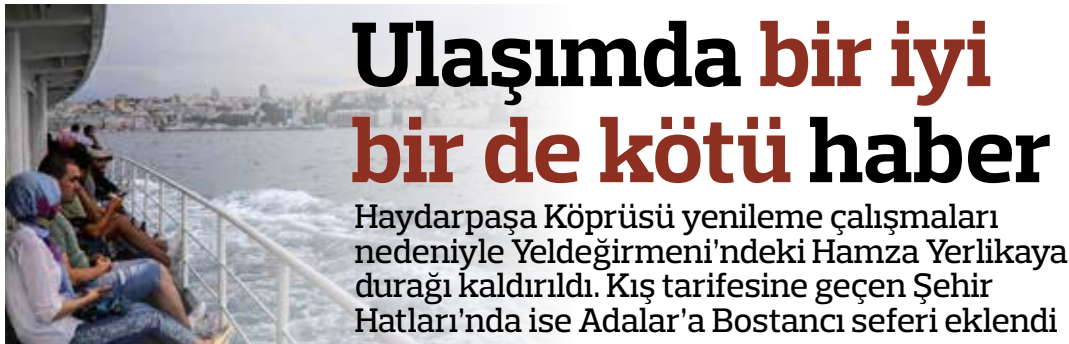 Ulaşımda bir iyi
bir de kötü haber
Haydarpaşa Köprüsü yenileme çalışmaları
nedeniyle Yeldeğirmeni’ndeki Hamza Yerlikaya
durağı kaldırıldı. Kış tarifesine geçen Şehir
Hatları’nda ise Adalar’a Bostancı seferi eklendi